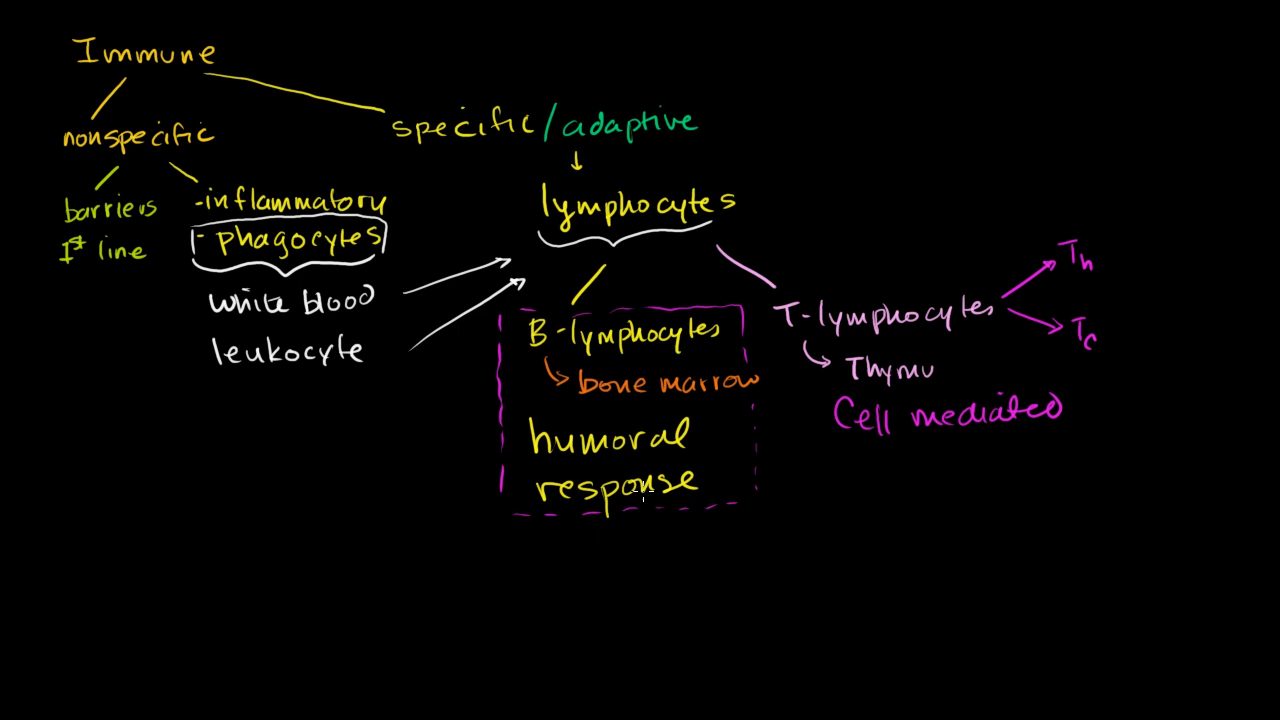 Immune
nonspecific
specific/adaptive
barriers
1st line
-inflammatory
- phagocytes
white blood
leukocyte
lymphocytes
B-lymphocytes
bone marrow
humoral
response
T-lymphocytes
Thymu
Cell mediated
Th
Tc